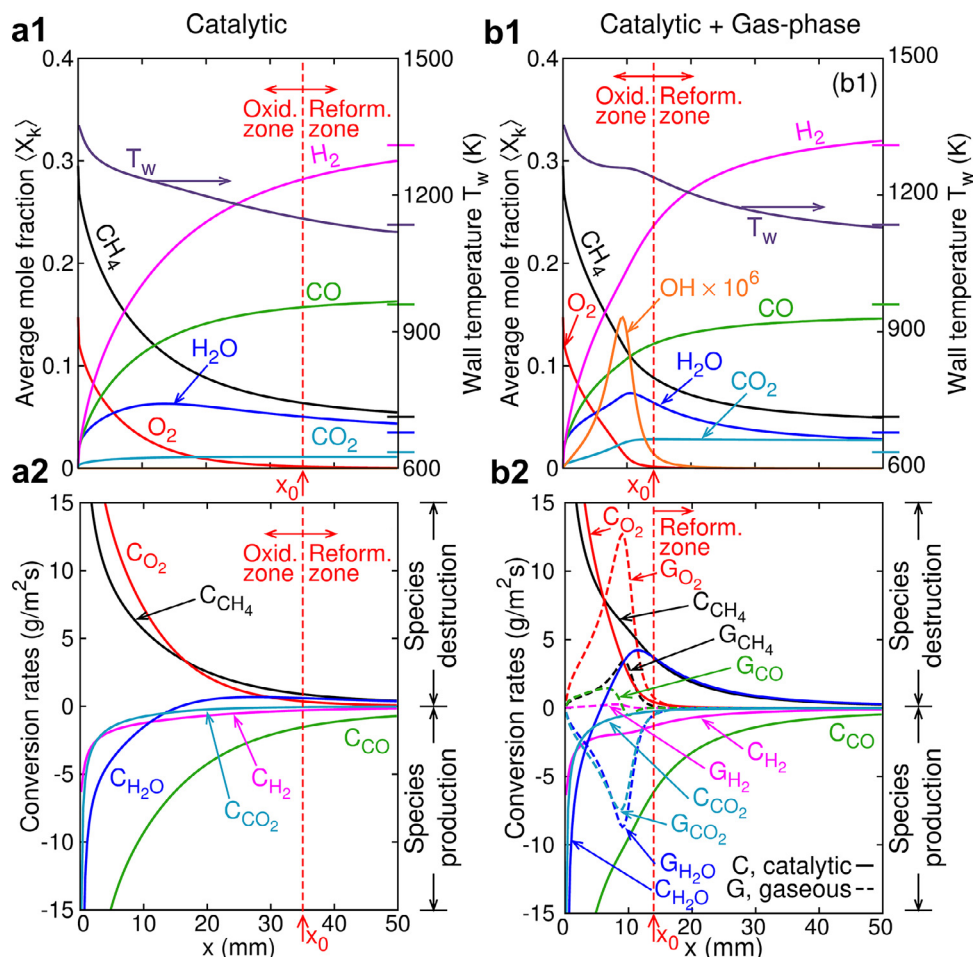 a1 Catalytic
b1 Catalytic + Gas-phase
Average mole fraction ⟨Xₖ⟩
0.4
0.3
0.2
0.1
0
1500
1200
900
600
Wall temperature T_w (K)
Oxid. zone
Reform. zone
T_w
H₂
CH₄
CO
H₂O
O₂
CO₂
x₀
Average mole fraction ⟨Xₖ⟩
0.4
0.3
0.2
0.1
0
1500
1200
900
600
Wall temperature T_w (K)
(b1)
Oxid. zone
Reform. zone
H₂
CH₄
T_w
OH × 10⁶
O₂
CO
H₂O
CO₂
x₀
a2
Conversion rates (g/m²s)
15
10
5
0
-5
-10
-15
Oxid. zone
Reform. zone
C_O₂
C_CH₄
C_CO
C_H₂O
C_H₂
C_CO₂
0 10 20 30 40 50
x (mm)
x₀
Species destruction
Species production
b2
Conversion rates (g/m²s)
15
10
5
0
-5
-10
-15
C_O₂
Reform. zone
G_O₂
C_CH₄
G_CH₄
G_CO
C_CO
C_H₂
G_H₂
C_CO₂
G_CO₂
G_H₂O
C_H₂O
C, catalytic
G, gaseous
0 10 20 30 40 50
x₀
x (mm)
Species destruction
Species production